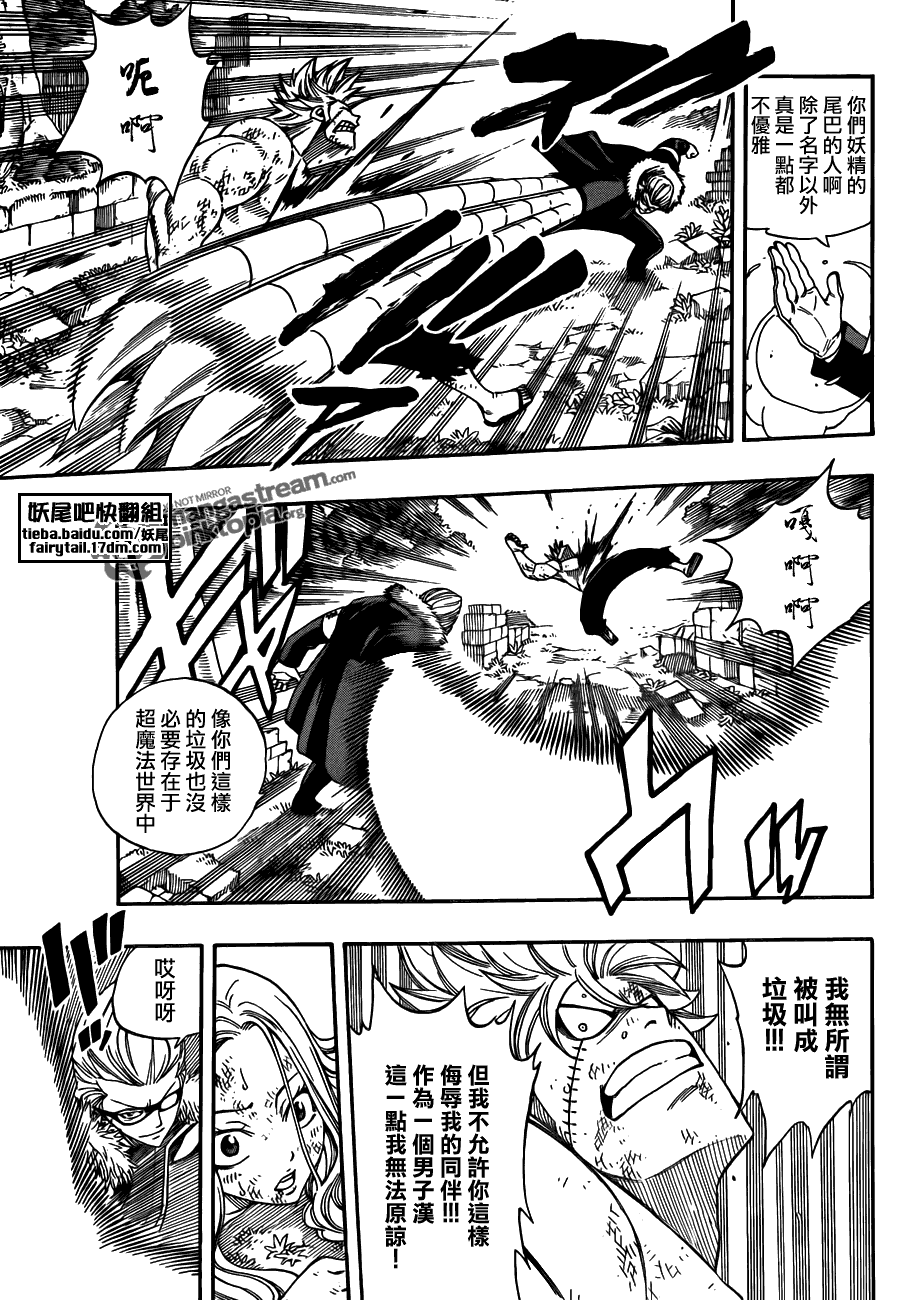 你們妖精的
尾巴的人啊
除了名字以外
真是一點都
不優雅
呃
啊
妖尾吧快翻組
tieba.baidu.com/妖尾
fairytail.17dm.com
NOT MIRROR
mangastream.com
pinktopia.org
嘎
啊
啊
像你們這樣
的垃圾也沒
必要存在于
超魔法世界中
我無所謂
被叫成
垃圾!!!
但我不允許你這樣
侮辱我的同伴!!!
作為一個男子漢
這一點我無法原諒!
哎呀呀